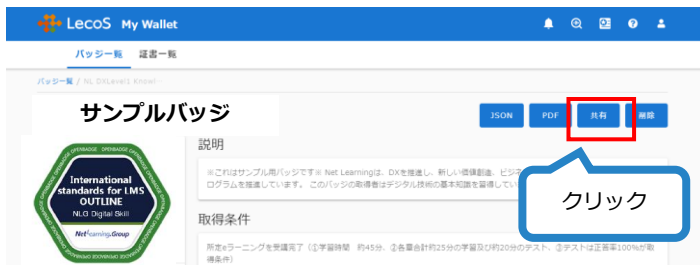 LecoS My Wallet
バッジ一覧 証書一覧
バッジ一覧 / NL DXLevel1 Knowl…
サンプルバッジ
JSON PDF 共有 削除
OPENBADGE OPENBADGE
International
standards for LMS
OUTLINE
NLG Digital Skill
NetLearning.Group
説明
※これはサンプル用バッジです※ Net Learningは、DXを推進し、新しい価値創造、ビジネ
ログラムを推進しています。 このバッジの取得者はデジタル技術の基本知識を習得してい
クリック
取得条件
所定eラーニングを受講完了（①学習時間 約45分、②各章合計約25分の学習及び約20分のテスト、③テストは正答率100%が取
得条件）